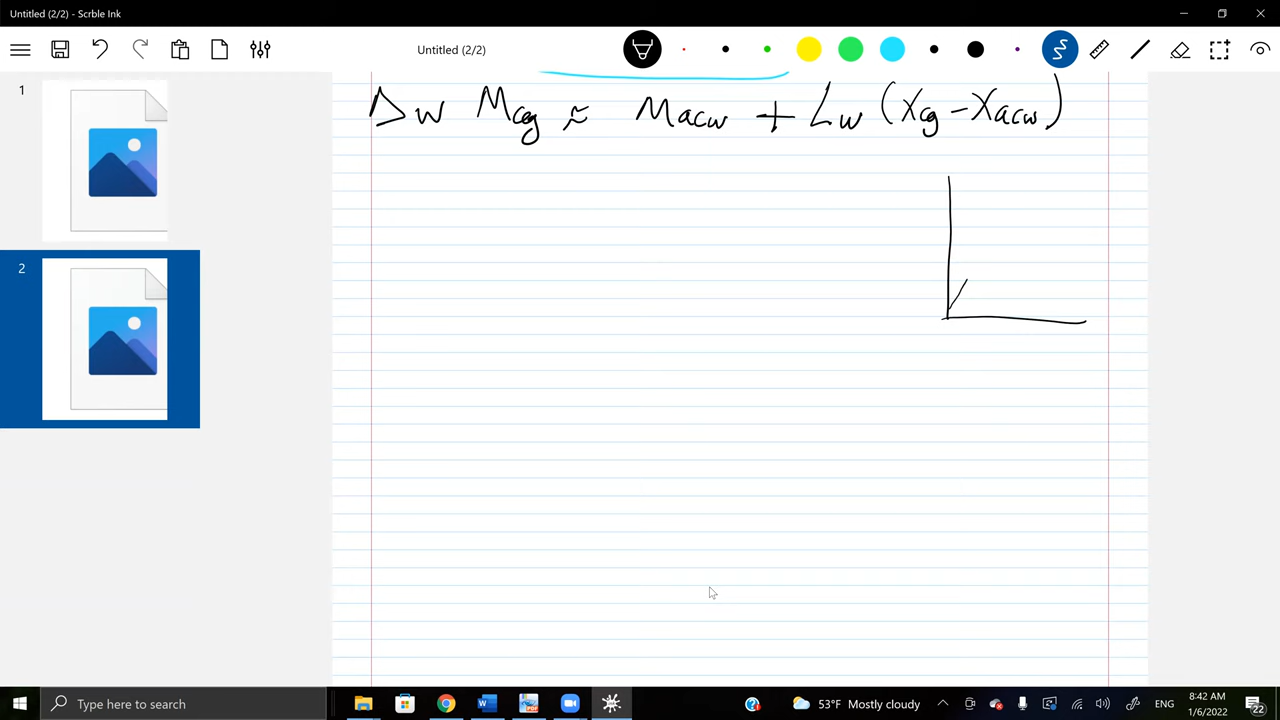 Untitled (2/2) - Scrble Ink
Untitled (2/2)
1
2
Δw Mcg ≈ Macw + Lw (Xcg - Xacw)
Type here to search
53°F Mostly cloudy
ENG
8:42 AM
1/6/2022
22